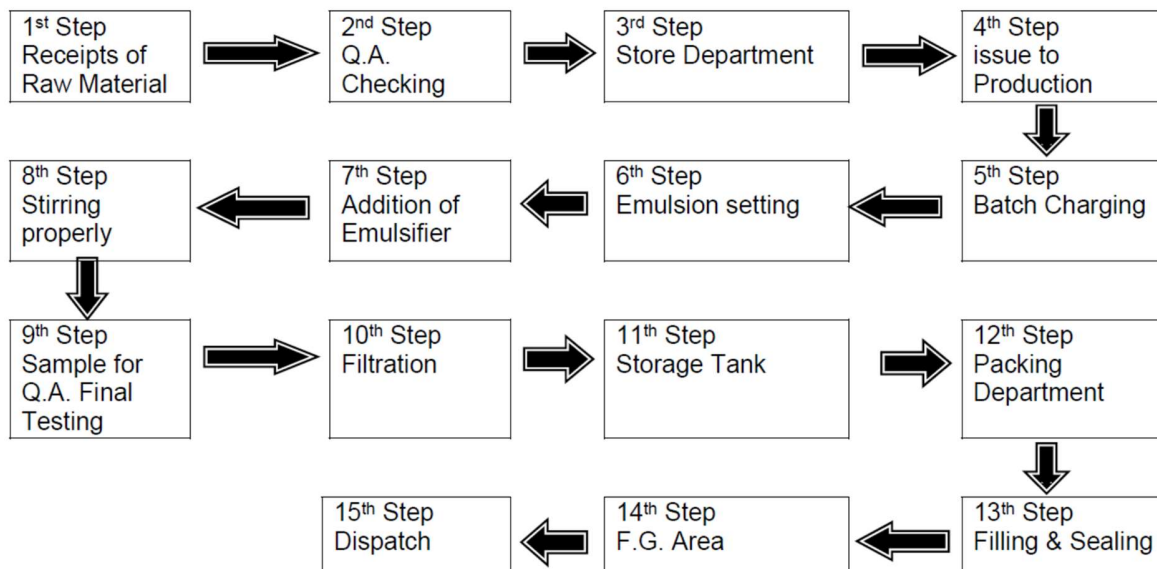 1st Step
Receipts of
Raw Material
2nd Step
Q.A.
Checking
3rd Step
Store Department
4th Step
issue to
Production
8th Step
Stirring
properly
7th Step
Addition of
Emulsifier
6th Step
Emulsion setting
5th Step
Batch Charging
9th Step
Sample for
Q.A. Final
Testing
10th Step
Filtration
11th Step
Storage Tank
12th Step
Packing
Department
15th Step
Dispatch
14th Step
F.G. Area
13th Step
Filling & Sealing